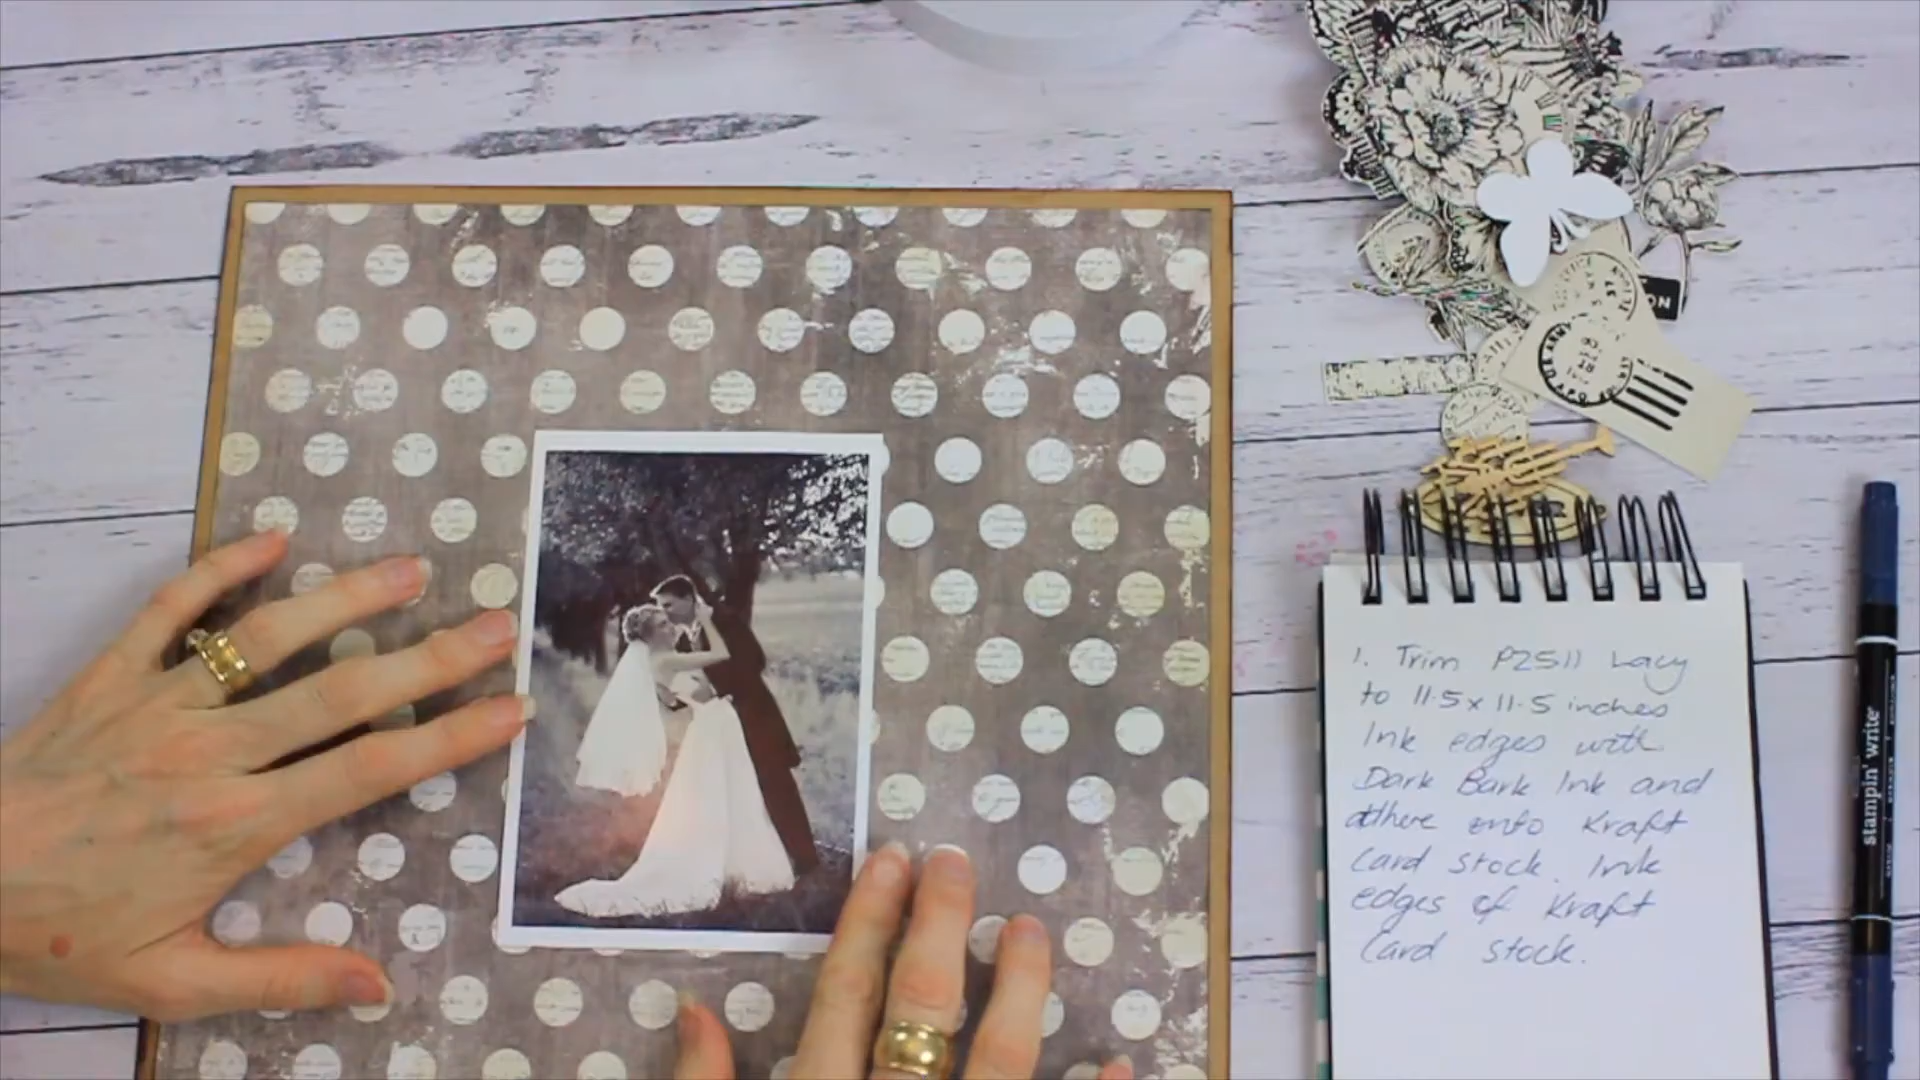 1. Trim P2511 Lacy
to 11.5 x 11.5 inches
Ink edges with
Dark Bark Ink and
adhere onto Kraft
Card stock. Ink
edges of Kraft
Card stock.
stampin' write